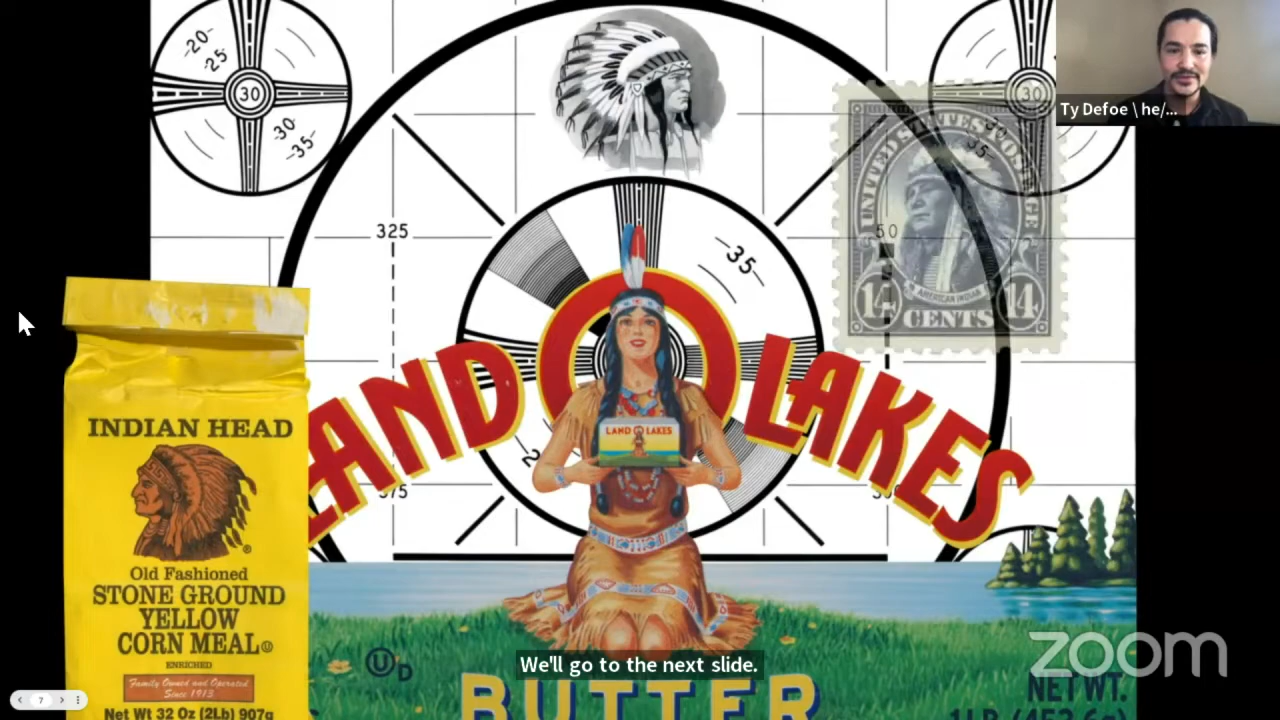 -20-
-25
30
-30-
-35-
30
Ty Defoe \ he/...
UNITED STATES POSTAGE
325
-35-
50
AMERICAN INDIAN
14 CENTS 14
LAND O LAKES
LAND O LAKES
INDIAN HEAD
Old Fashioned
STONE GROUND
YELLOW
CORN MEAL
ENRICHED
Family Owned and Operated
Since 1913
Net Wt 32 Oz (2Lb) 907g
U D
We'll go to the next slide.
BUTTER
zoom
NET WT.
7